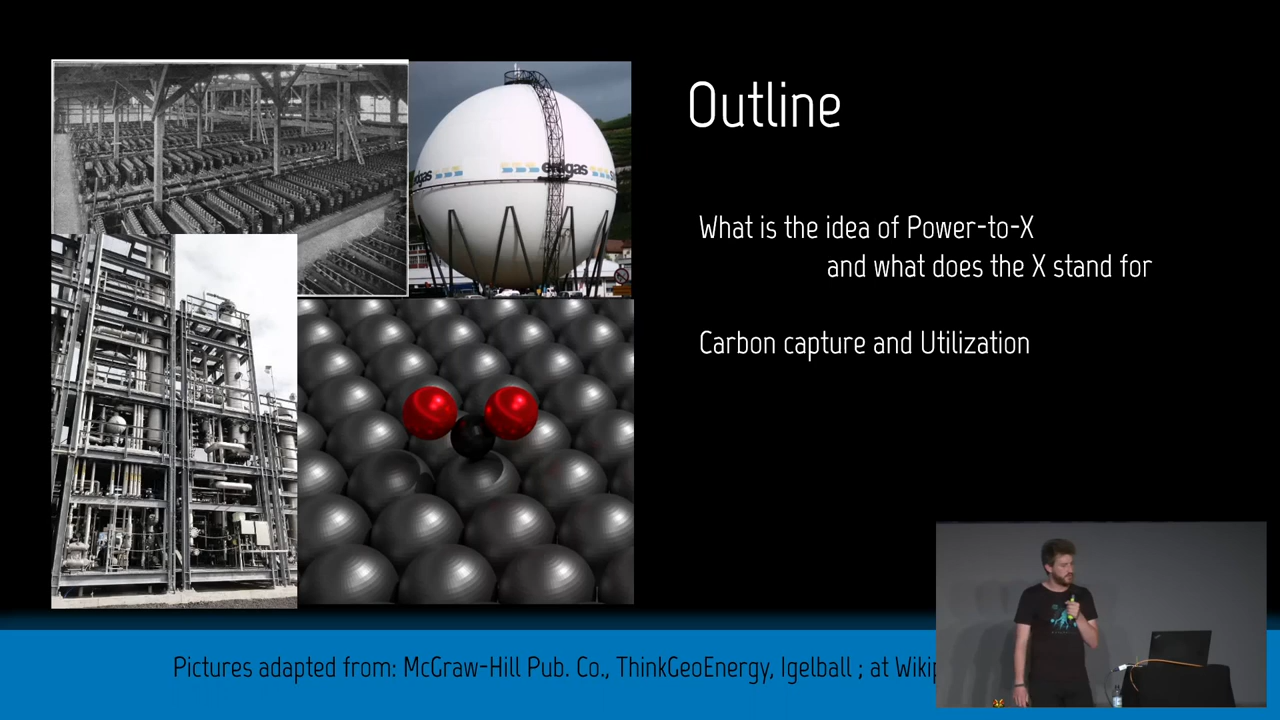 Outline
What is the idea of Power-to-X
and what does the X stand for
Carbon capture and Utilization
erdgas
Pictures adapted from: McGraw-Hill Pub. Co., ThinkGeoEnergy, Igelball ; at